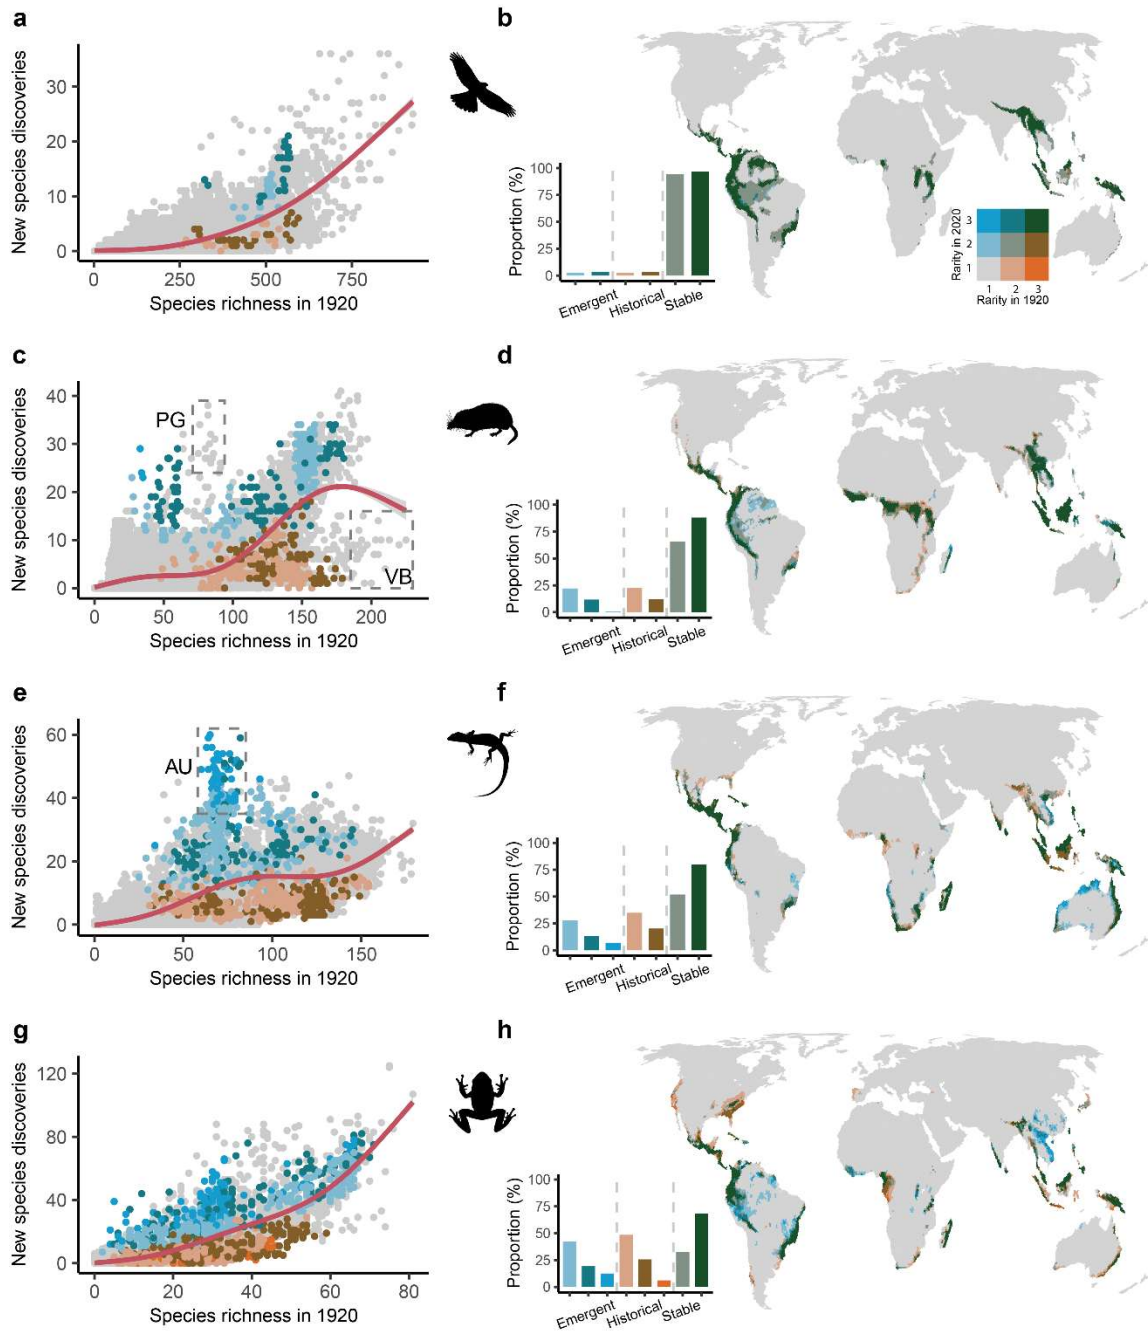 a
New species discoveries
30
20
10
0
0 250 500 750
Species richness in 1920
b
Proportion (%)
100
75
50
25
0
Emergent Historical Stable
Rarity in 2020
3
2
1
1 2 3
Rarity in 1920
c
New species discoveries
40
30
20
10
0
PG
VB
0 50 100 150 200
Species richness in 1920
d
Proportion (%)
100
75
50
25
0
Emergent Historical Stable
e
New species discoveries
60
40
20
0
AU
0 50 100 150
Species richness in 1920
f
Proportion (%)
100
75
50
25
0
Emergent Historical Stable
g
New species discoveries
120
80
40
0
0 20 40 60 80
Species richness in 1920
h
Proportion (%)
100
75
50
25
0
Emergent Historical Stable